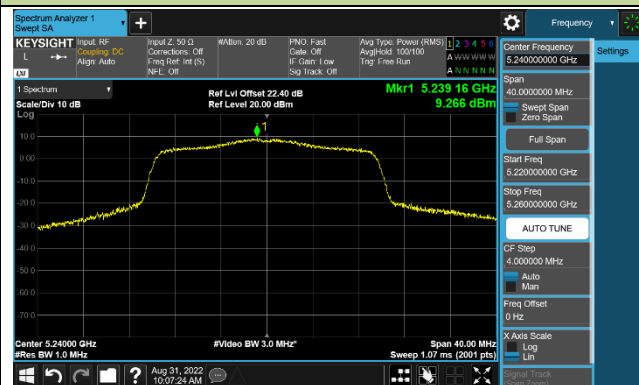 Spectrum Analyzer 1
Swept SA
Frequency
KEYSIGHT
L
LXI
Input: RF
Coupling: DC
Align: Auto
Input Z: 50 Ω
Corrections: Off
Freq Ref: Int (S)
NFE: Off
#Atten: 20 dB
PNO: Fast
Gate: Off
IF Gain: Low
Sig Track: Off
Avg Type: Power (RMS)
Avg|Hold: 100/100
Trig: Free Run
1 2 3 4 5 6
A W W W W W
A N N N N N
1 Spectrum
Scale/Div 10 dB
Log
Ref Lvl Offset 22.40 dB
Ref Level 20.00 dBm
Mkr1 5.239 16 GHz
9.266 dBm
1
10.0
0.00
-10.0
-20.0
-30.0
-40.0
-50.0
-60.0
-70.0
Center 5.24000 GHz
#Res BW 1.0 MHz
#Video BW 3.0 MHz*
Span 40.00 MHz
Sweep 1.07 ms (2001 pts)
Aug 31, 2022
10:07:24 AM
Center Frequency
5.240000000 GHz
Span
40.0000000 MHz
Swept Span
Zero Span
Full Span
Start Freq
5.220000000 GHz
Stop Freq
5.260000000 GHz
AUTO TUNE
CF Step
4.000000 MHz
Auto
Man
Freq Offset
0 Hz
X Axis Scale
Log
Lin
Signal Track
(Span Zoom)
Settings